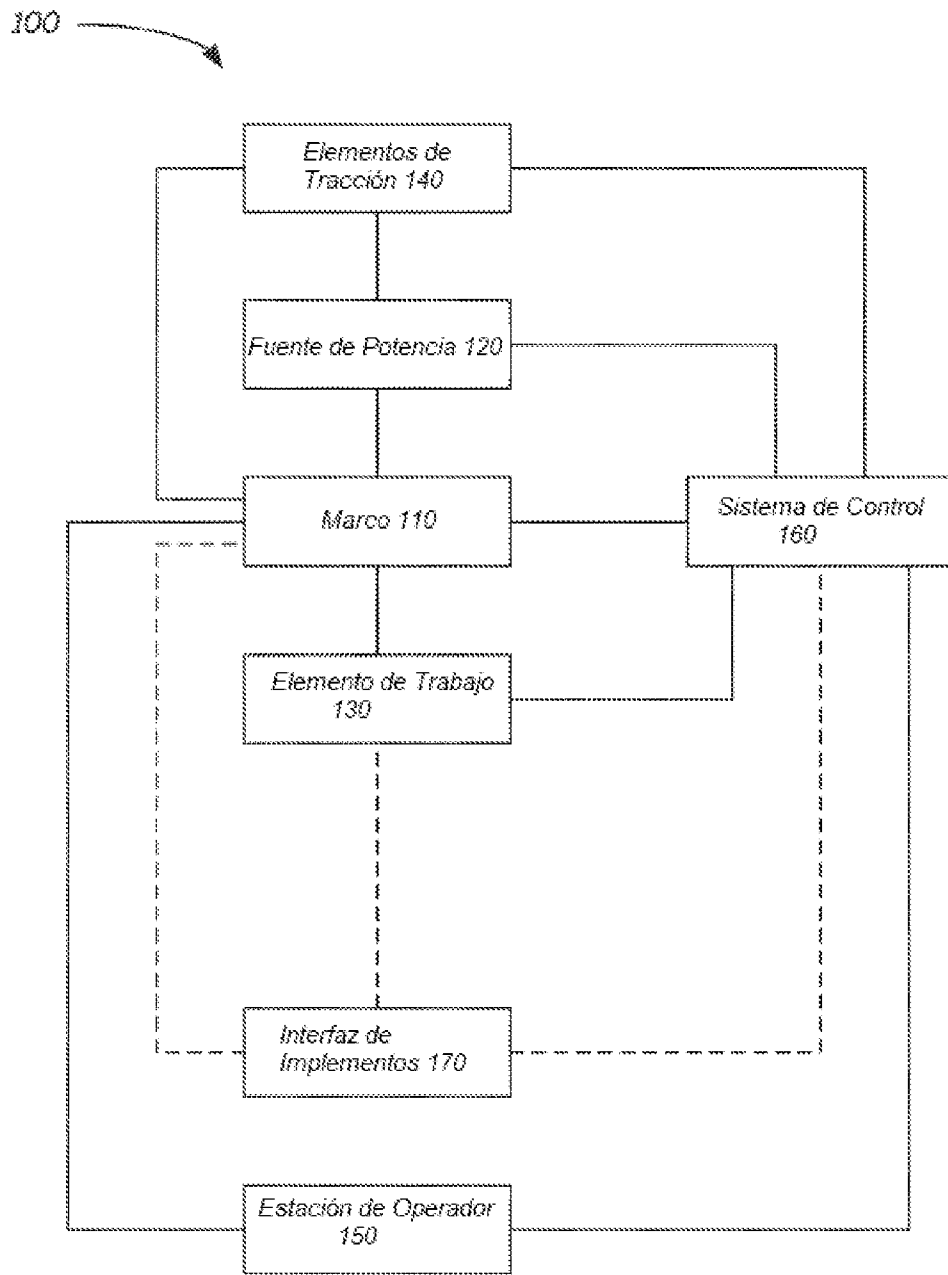 100
Elementos de
Tracción 140
Fuente de Potencia 120
Marco 110
Sistema de Control
160
Elemento de Trabajo
130
Interfaz de
Implementos 170
Estación de Operador
150